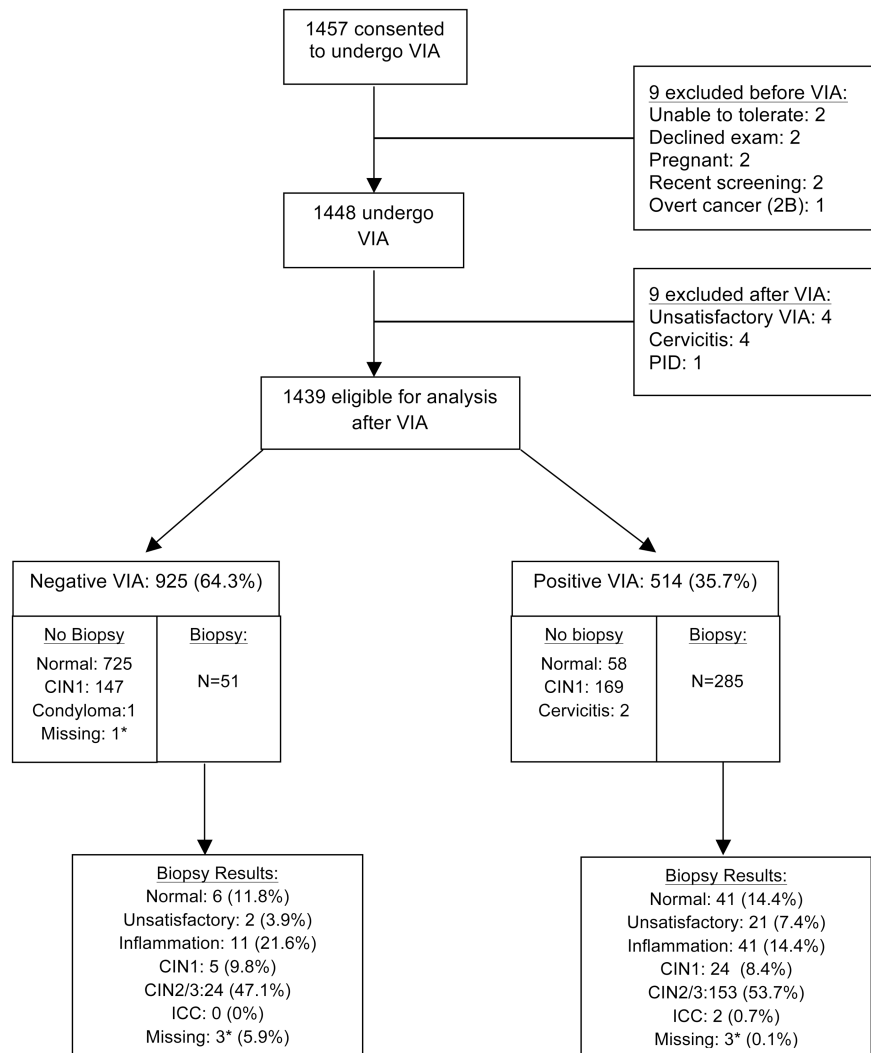 1457 consented
to undergo VIA
9 excluded before VIA:
Unable to tolerate: 2
Declined exam: 2
Pregnant: 2
Recent screening: 2
Overt cancer (2B): 1
1448 undergo
VIA
9 excluded after VIA:
Unsatisfactory VIA: 4
Cervicitis: 4
PID: 1
1439 eligible for analysis
after VIA
Negative VIA: 925 (64.3%)
No Biopsy
Normal: 725
CIN1: 147
Condyloma:1
Missing: 1*
Biopsy:
N=51
Positive VIA: 514 (35.7%)
No biopsy
Normal: 58
CIN1: 169
Cervicitis: 2
Biopsy:
N=285
Biopsy Results:
Normal: 6 (11.8%)
Unsatisfactory: 2 (3.9%)
Inflammation: 11 (21.6%)
CIN1: 5 (9.8%)
CIN2/3:24 (47.1%)
ICC: 0 (0%)
Missing: 3* (5.9%)
Biopsy Results:
Normal: 41 (14.4%)
Unsatisfactory: 21 (7.4%)
Inflammation: 41 (14.4%)
CIN1: 24 (8.4%)
CIN2/3:153 (53.7%)
ICC: 2 (0.7%)
Missing: 3* (0.1%)